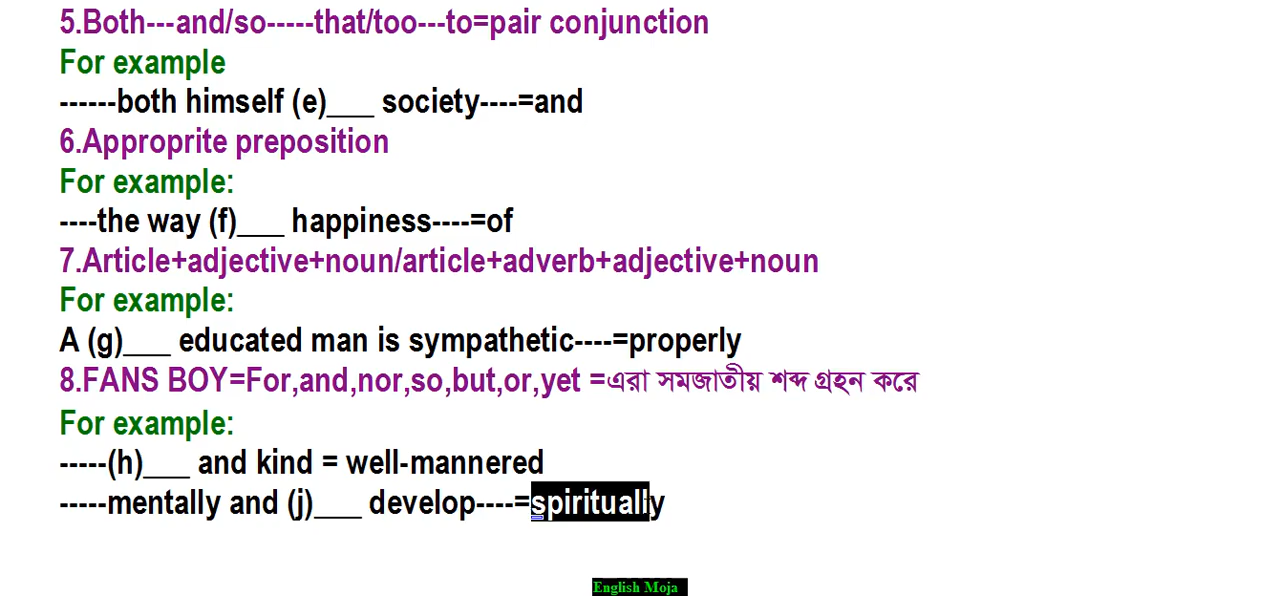 5.Both---and/so-----that/too---to=pair conjunction
For example
------both himself (e)___ society----=and
6.Approprite preposition
For example:
----the way (f)___ happiness----=of
7.Article+adjective+noun/article+adverb+adjective+noun
For example:
A (g)___ educated man is sympathetic----=properly
8.FANS BOY=For,and,nor,so,but,or,yet =এরা সমজাতীয় শব্দ গ্রহন করে
For example:
-----(h)___ and kind = well-mannered
-----mentally and (j)___ develop----=spiritually
English Moja